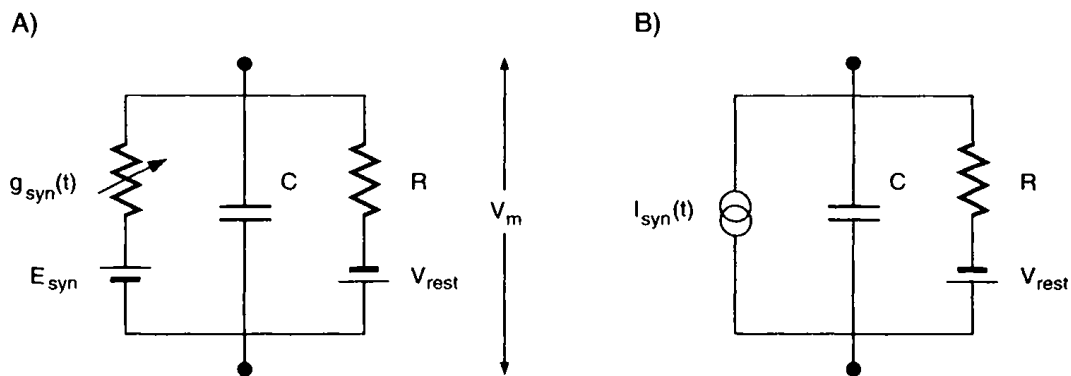 A)
B)
g_syn(t)
C
R
V_m
E_syn
V_rest
I_syn(t)
C
R
V_rest